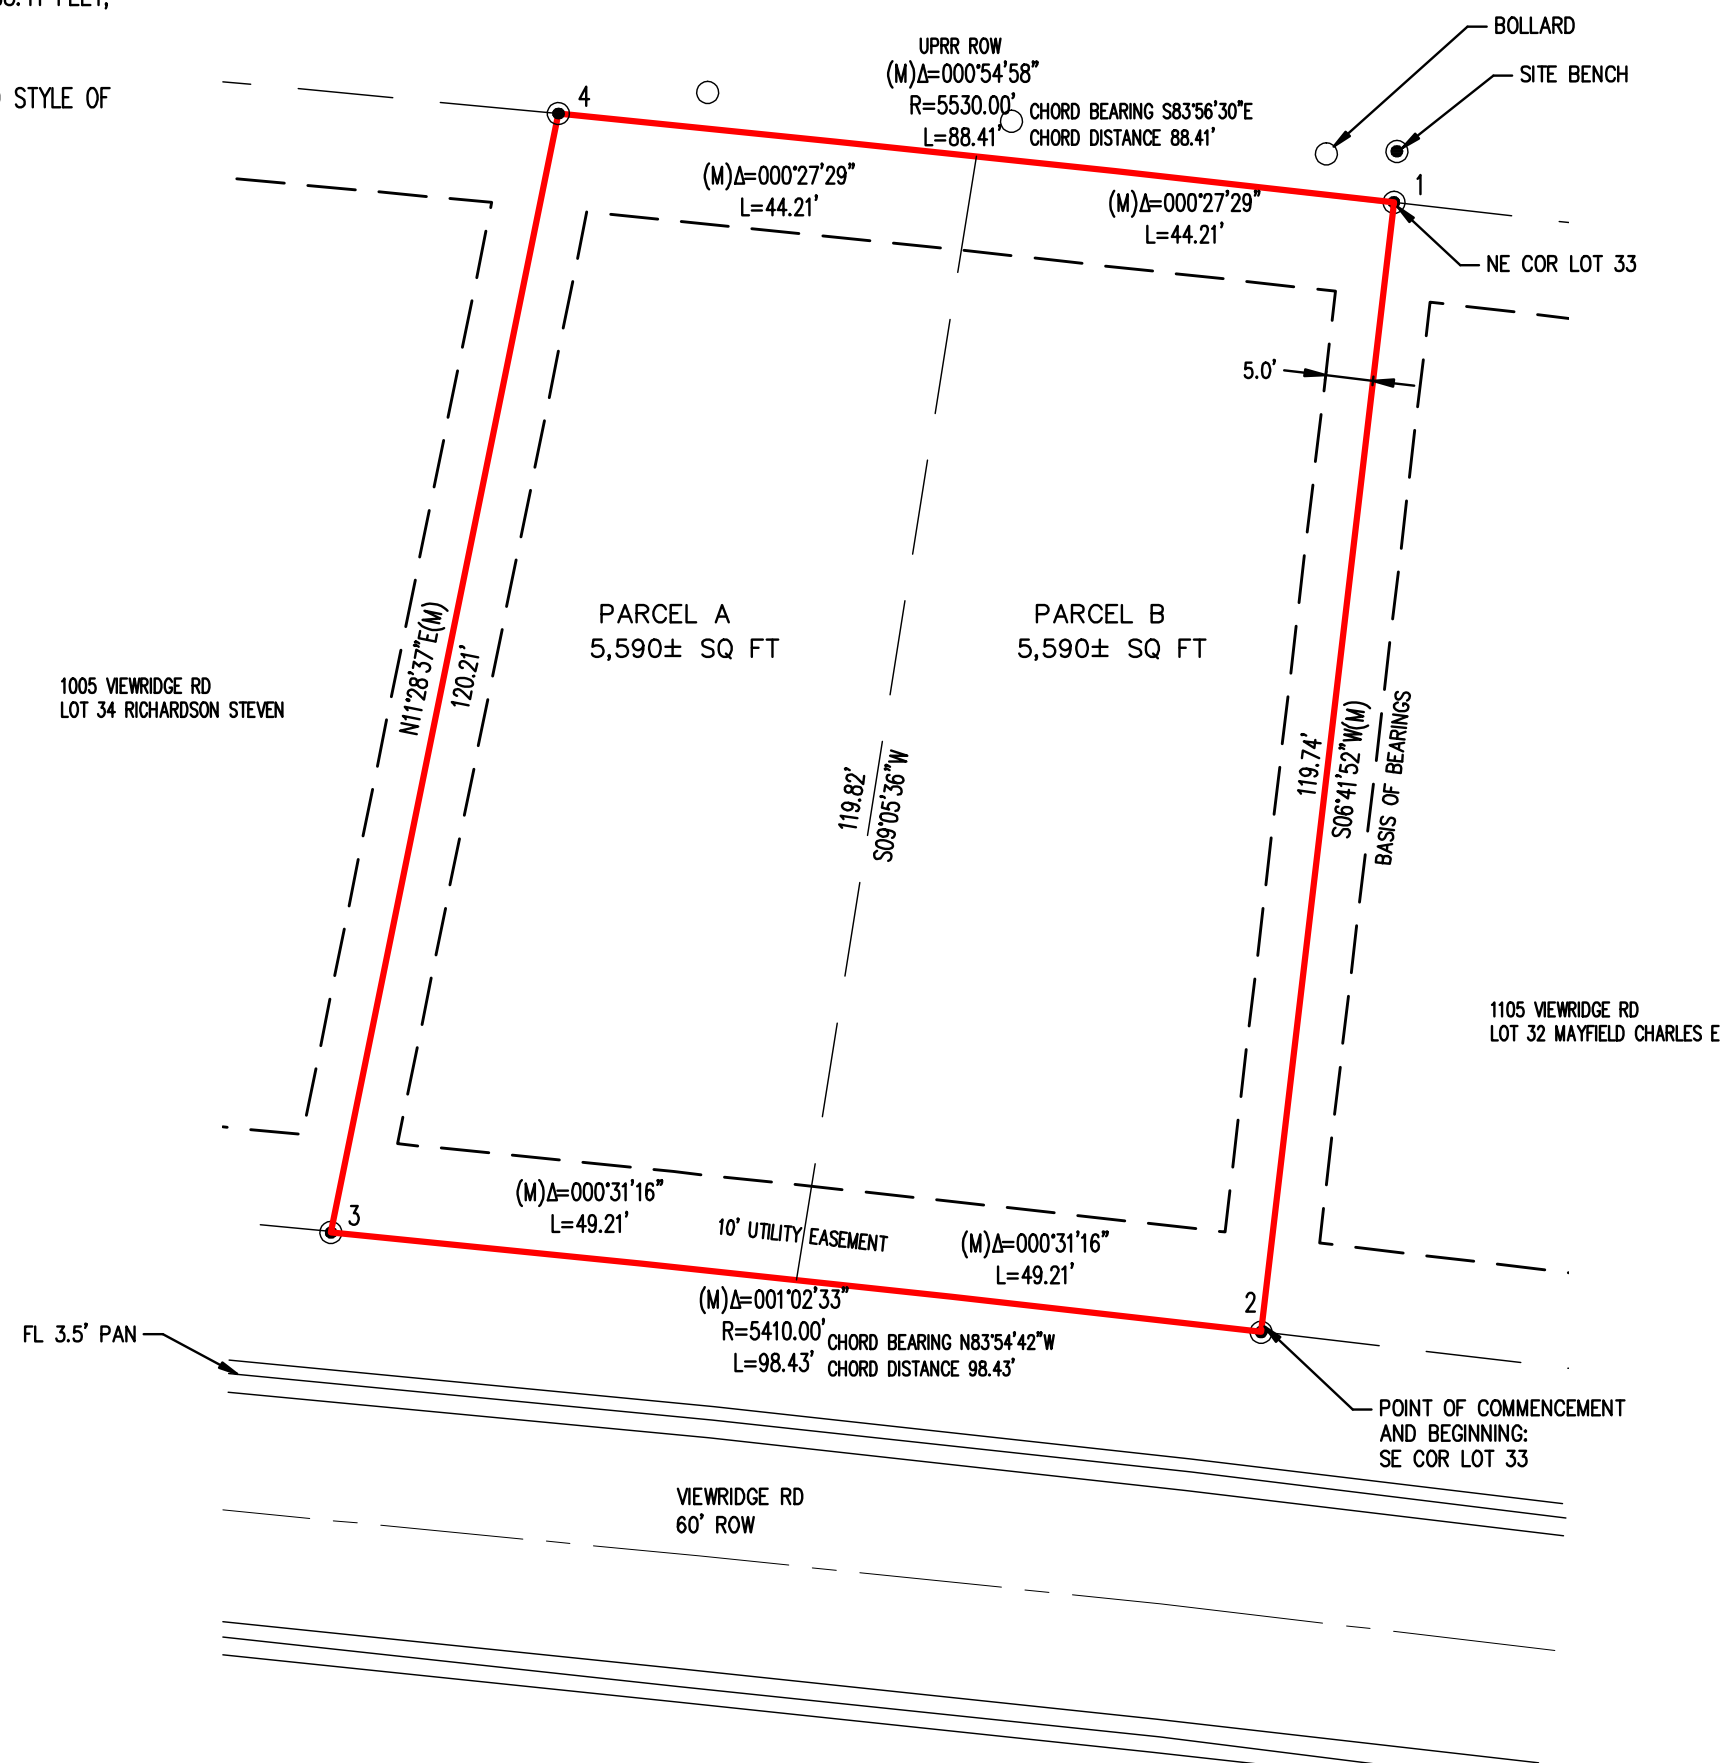 STYLE OF
BOLLARD
SITE BENCH
UPRR ROW
(M)Δ=000°54'58"
R=5530.00'
L=88.41'
CHORD BEARING S83°56'30"E
CHORD DISTANCE 88.41'
4
(M)Δ=000°27'29"
L=44.21'
(M)Δ=000°27'29"
L=44.21'
1
NE COR LOT 33
5.0'
PARCEL A
5,590± SQ FT
PARCEL B
5,590± SQ FT
N11°28'37"E(M)
120.21'
1005 VIEWRIDGE RD
LOT 34 RICHARDSON STEVEN
119.82'
S09°05'36"W
119.74'
S06°41'52"W(M)
BASIS OF BEARINGS
1105 VIEWRIDGE RD
LOT 32 MAYFIELD CHARLES E
3
(M)Δ=000°31'16"
L=49.21'
10' UTILITY EASEMENT
(M)Δ=000°31'16"
L=49.21'
2
(M)Δ=001°02'33"
R=5410.00'
L=98.43'
CHORD BEARING N83°54'42"W
CHORD DISTANCE 98.43'
FL 3.5' PAN
POINT OF COMMENCEMENT
AND BEGINNING:
SE COR LOT 33
VIEWRIDGE RD
60' ROW